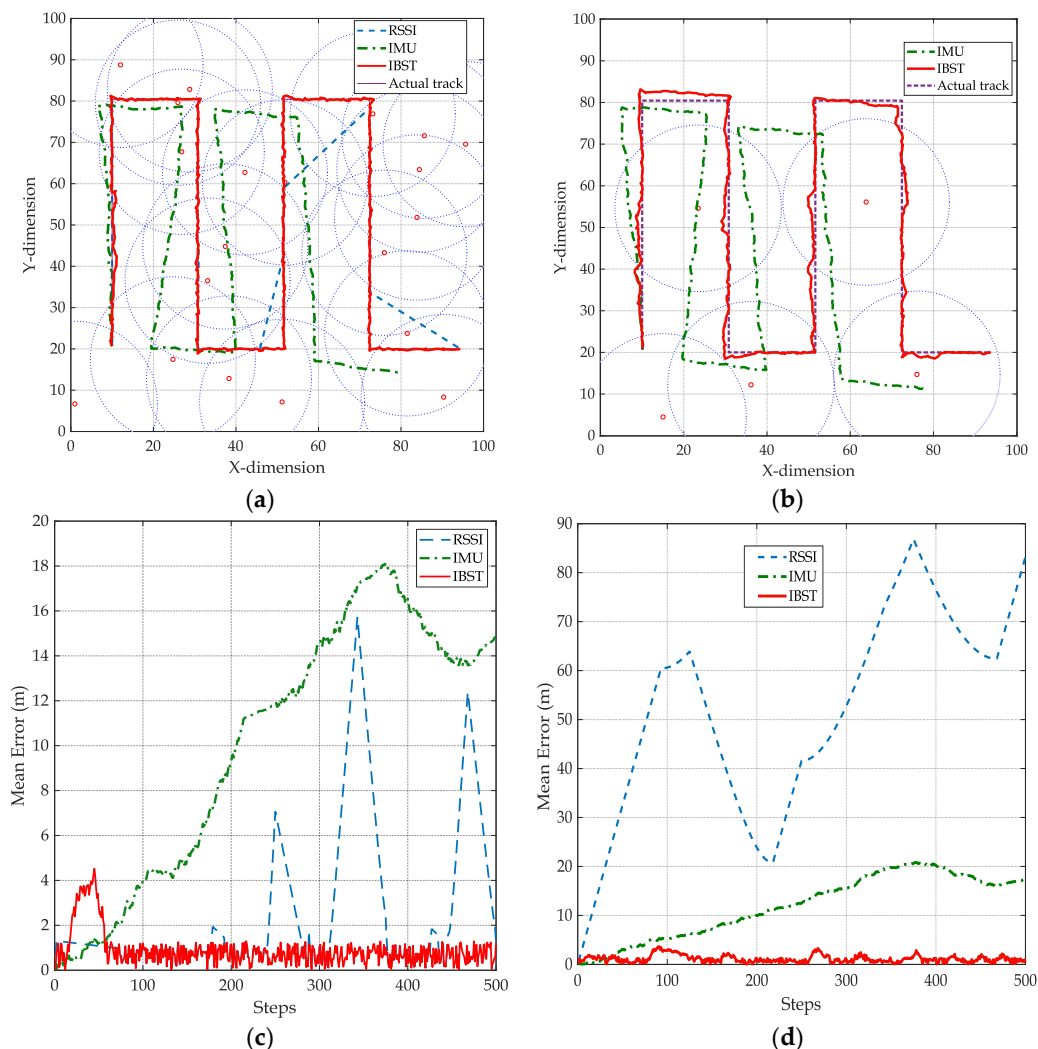 100
90
80
70
60
50
40
30
20
10
0
Y-dimension
RSSI
IMU
IBST
Actual track
0 20 40 60 80 100
X-dimension
(a)
100
90
80
70
60
50
40
30
20
10
0
Y-dimension
IMU
IBST
Actual track
0 20 40 60 80 100
X-dimension
(b)
20
18
16
14
12
10
8
6
4
2
0
Mean Error (m)
RSSI
IMU
IBST
0 100 200 300 400 500
Steps
(c)
90
80
70
60
50
40
30
20
10
0
Mean Error (m)
RSSI
IMU
IBST
0 100 200 300 400 500
Steps
(d)